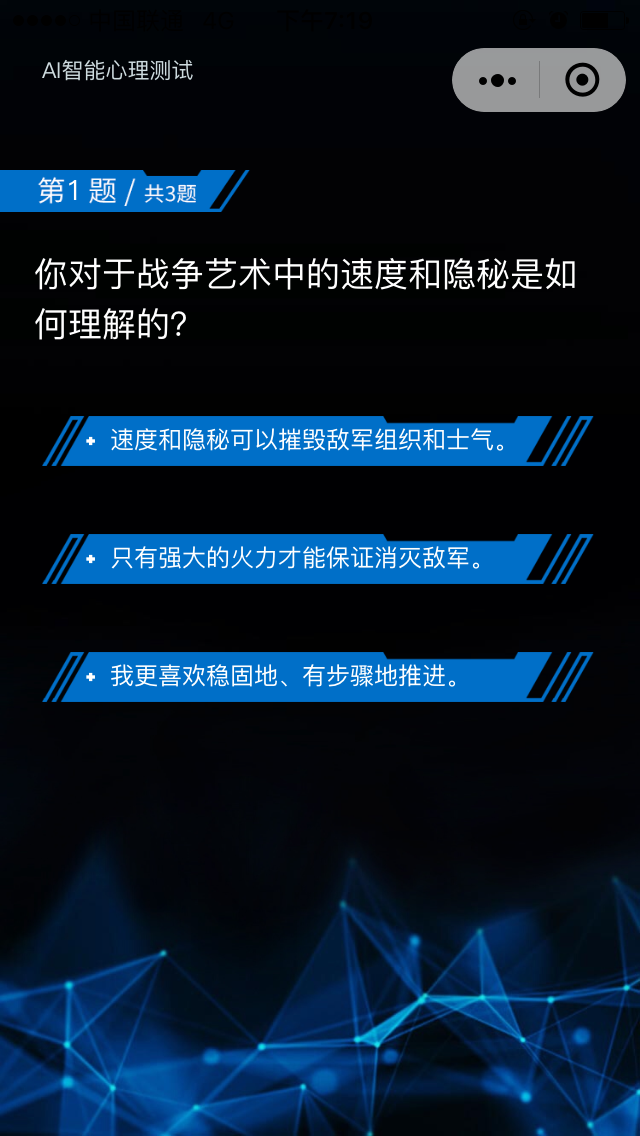 AI智能心理测试
第1 题 / 共3题
你对于战争艺术中的速度和隐秘是如
何理解的?
速度和隐秘可以摧毁敌军组织和士气。
只有强大的火力才能保证消灭敌军。
我更喜欢稳固地、有步骤地推进。